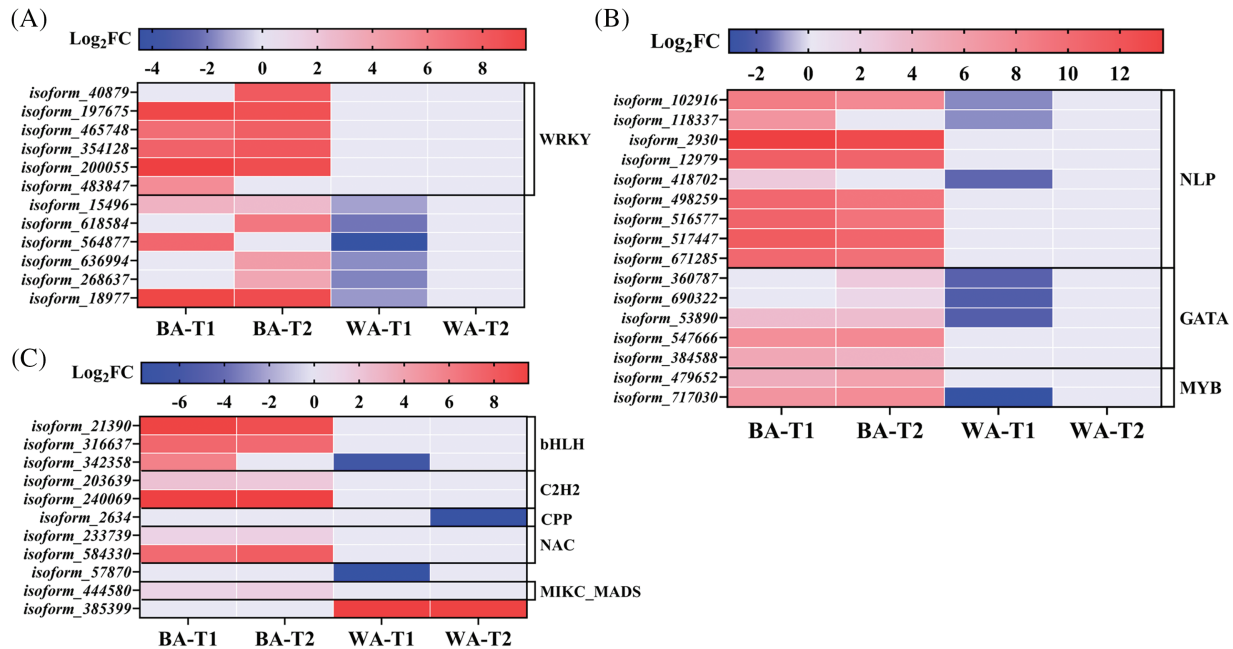 (A)
Log₂FC
-4 -2 0 2 4 6 8
isoform_40879
isoform_197675
isoform_465748
isoform_354128
isoform_200055
isoform_483847
isoform_15496
isoform_618584
isoform_564877
isoform_636994
isoform_268637
isoform_18977
WRKY
BA-T1 BA-T2 WA-T1 WA-T2
(B)
Log₂FC
-2 0 2 4 6 8 10 12
isoform_102916
isoform_118337
isoform_2930
isoform_12979
isoform_418702
isoform_498259
isoform_516577
isoform_517447
isoform_671285
isoform_360787
isoform_690322
isoform_53890
isoform_547666
isoform_384588
isoform_479652
isoform_717030
NLP
GATA
MYB
BA-T1 BA-T2 WA-T1 WA-T2
(C)
Log₂FC
-6 -4 -2 0 2 4 6 8
isoform_21390
isoform_316637
isoform_342358
isoform_203639
isoform_240069
isoform_2634
isoform_233739
isoform_584330
isoform_57870
isoform_444580
isoform_385399
bHLH
C2H2
CPP
NAC
MIKC_MADS
BA-T1 BA-T2 WA-T1 WA-T2